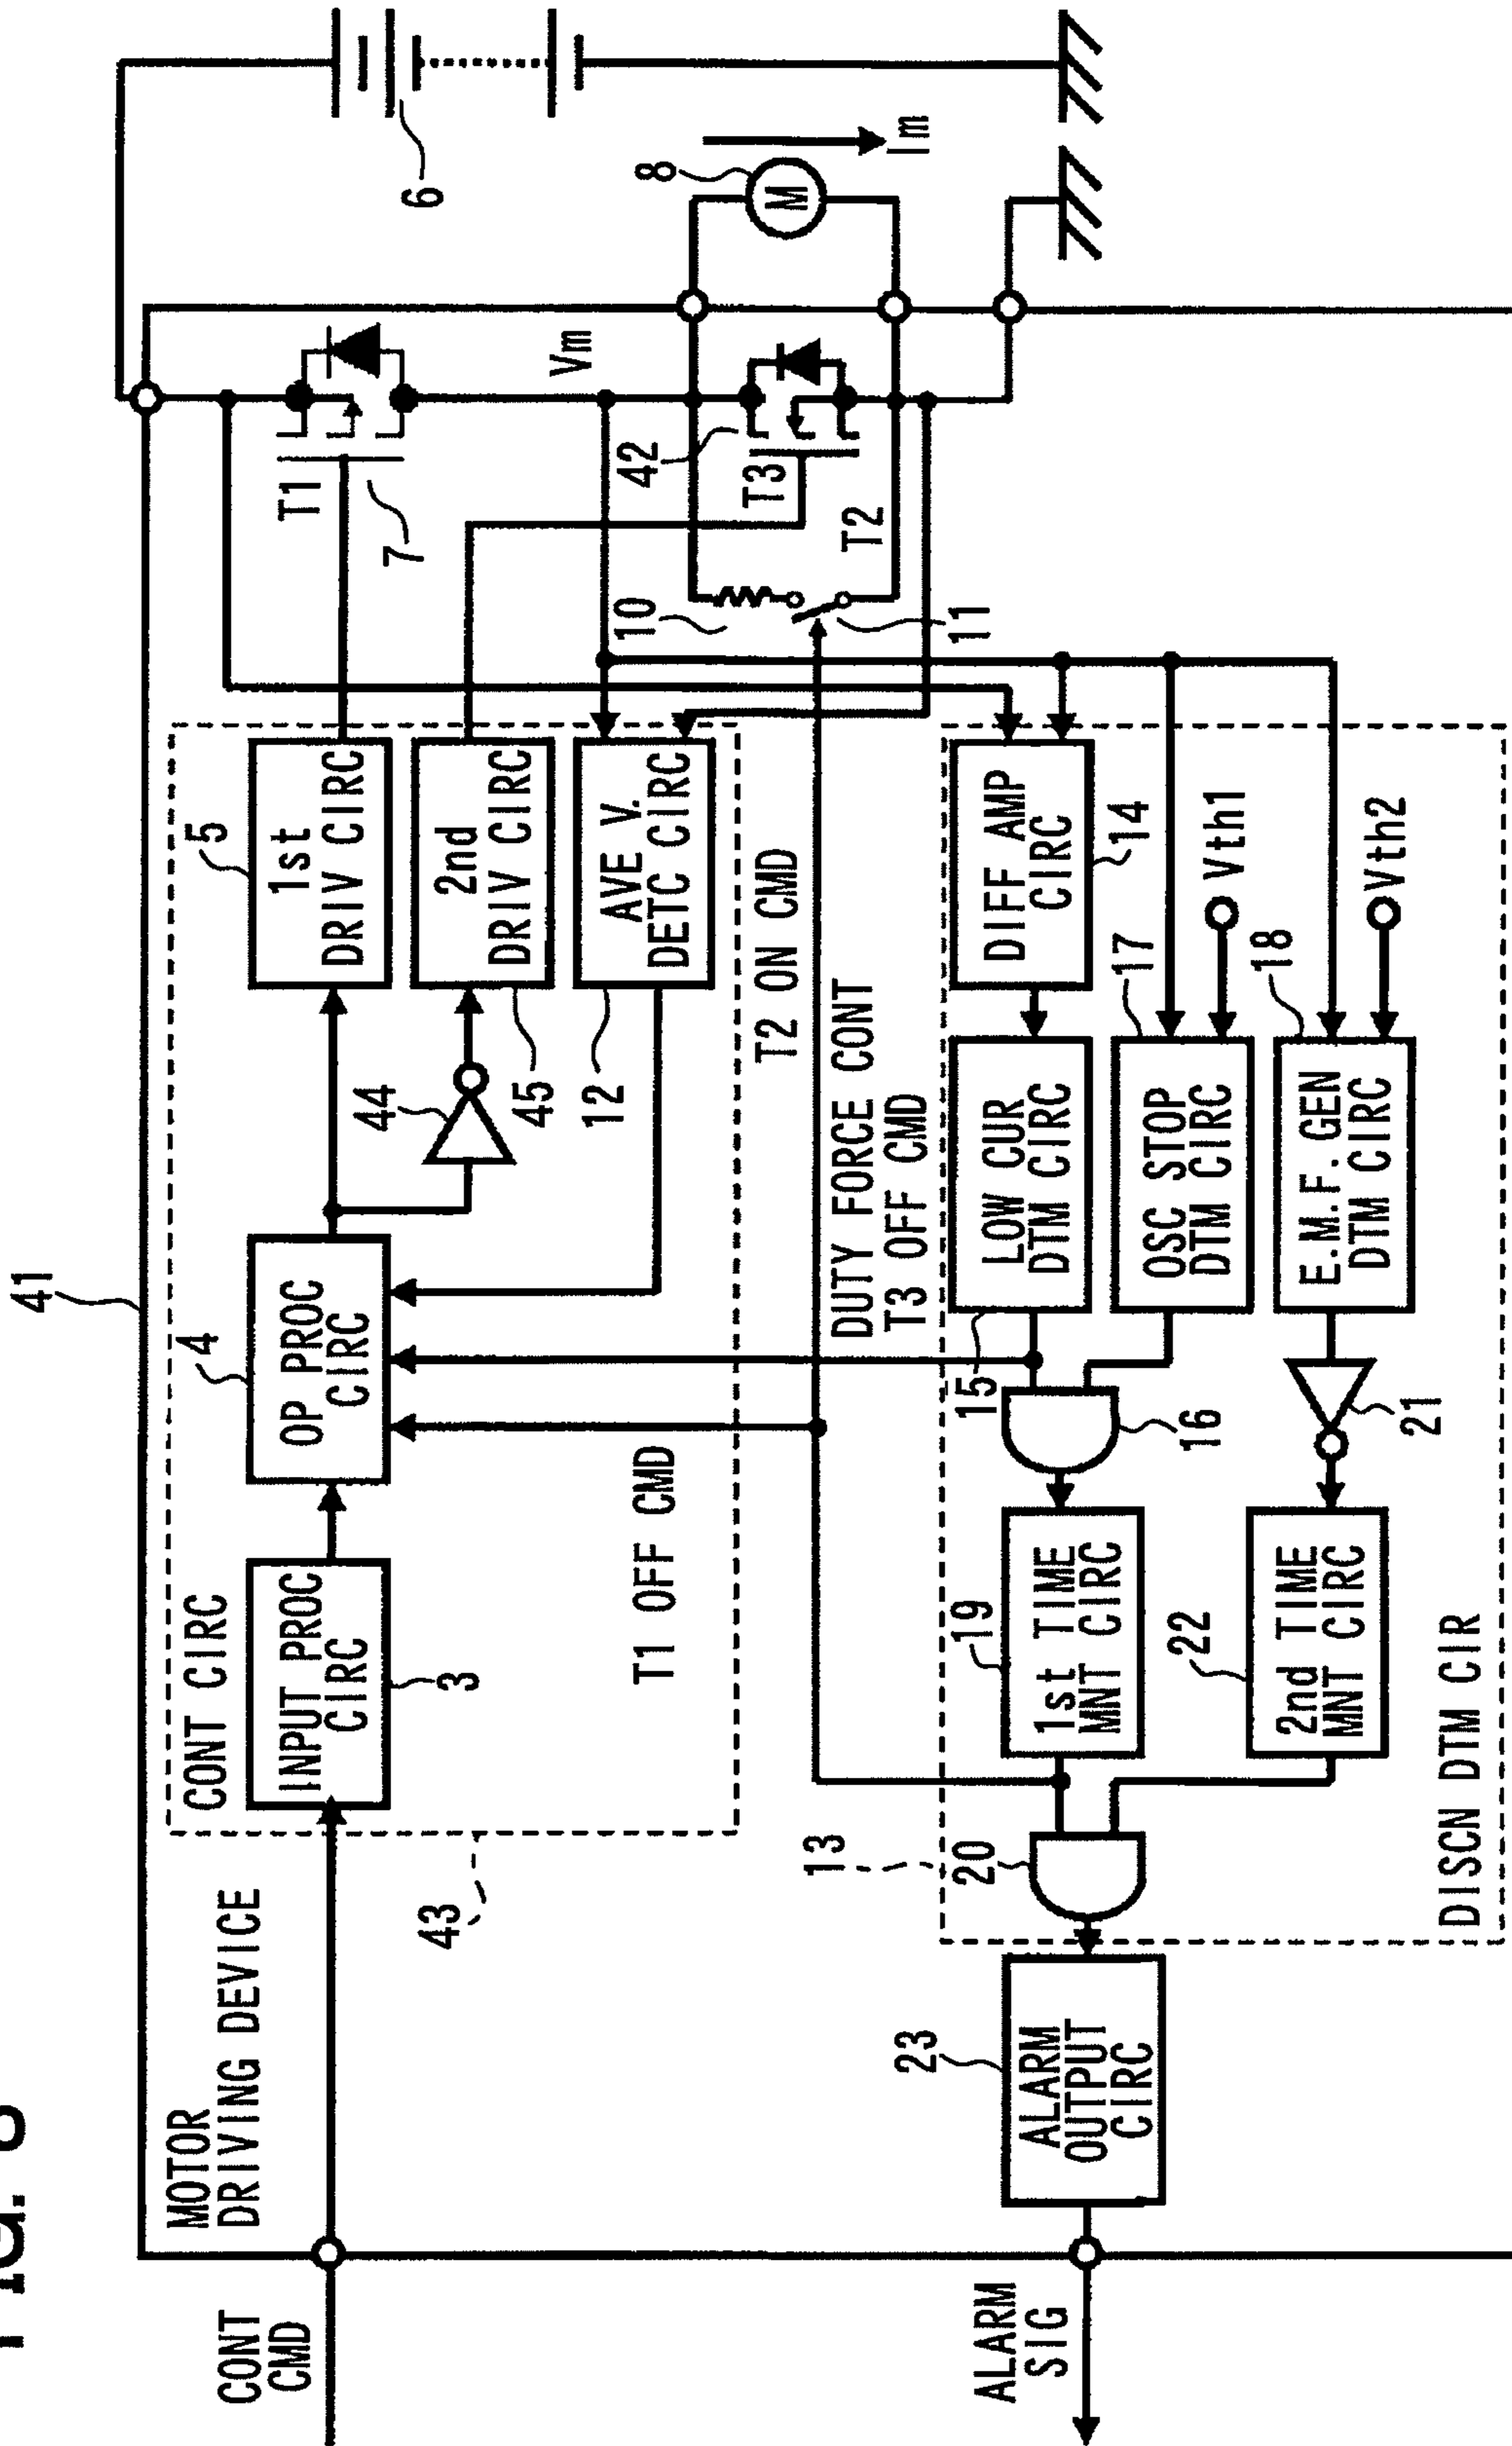 FIG.
41
MOTOR
DRIVING DEVICE
CONT
CMD
CONT CIRC
INPUT PROC
CIRC
3
4
OP PROC
CIRC
5
1st
DRIV CIRC
44
2nd
DRIV CIRC
45
AVE V.
DETC CIRC
12
43
T1 OFF CMD
T2 ON CMD
DUTY FORCE CONT
T3 OFF CMD
T1
7
Vm
42
T3
10
T2
11
6
8
M
Im
13
DIFF AMP
CIRC
14
LOW CUR
DTM CIRC
15
16
17
OSC STOP
DTM CIRC
Vth1
18
E.M.F. GEN
DTM CIRC
Vth2
19
1st TIME
MNT CIRC
20
21
22
2nd TIME
MNT CIRC
DISCN DTM CIR
23
ALARM
OUTPUT
CIRC
ALARM
SIG